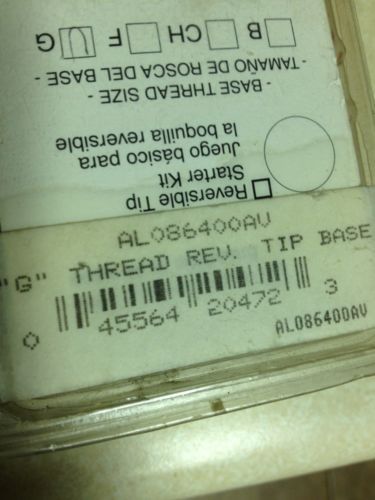 Reversible Tip
Starter Kit
Juego básico para
la boquilla reversible
- BASE THREAD SIZE -
- TAMAÑO DE ROSCA DEL BASE -
B CH F G
AL086400AV
"G" THREAD REV. TIP BASE
0 45564 20472 3
AL086400AV